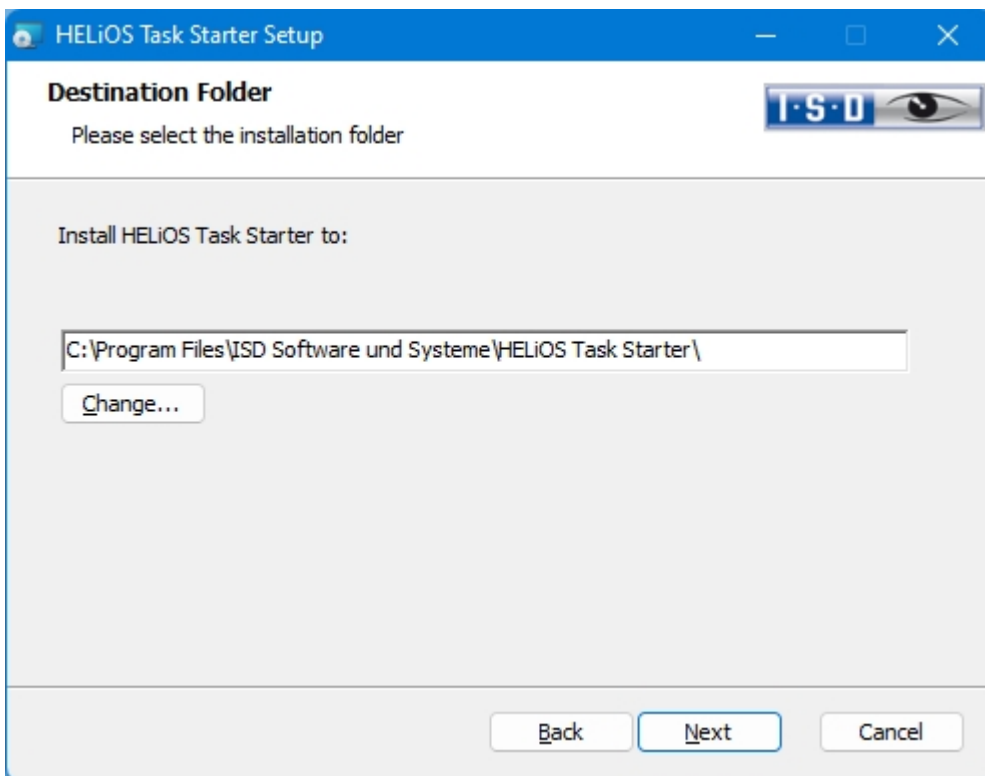 HELiOS Task Starter Setup
Destination Folder
I·S·D
Please select the installation folder
Install HELiOS Task Starter to:
C:\Program Files\ISD Software und Systeme\HELiOS Task Starter\
Change...
Back Next Cancel